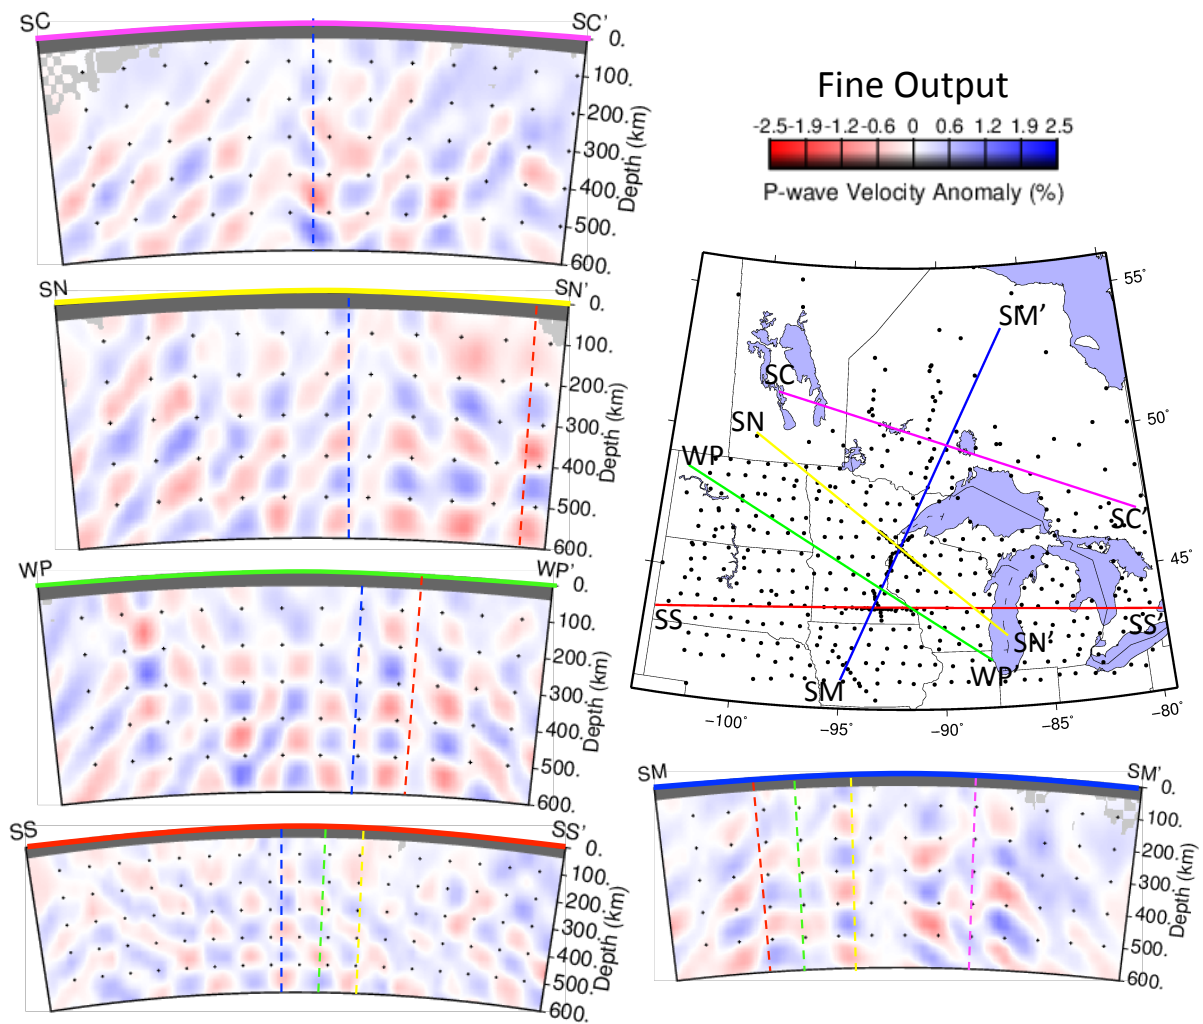 SC SC'
0.
100.
200.
300.
400.
500.
600.
Depth (km)
Fine Output
-2.5 -1.9 -1.2 -0.6 0 0.6 1.2 1.9 2.5
P-wave Velocity Anomaly (%)
SN SN'
0.
100.
200.
300.
400.
500.
600.
Depth (km)
WP WP'
0.
100.
200.
300.
400.
500.
600.
Depth (km)
SS SS'
0.
100.
200.
300.
400.
500.
600.
Depth (km)
55°
SM'
SC
SN
50°
WP
SC'
45°
SS SS'
SN'
WP'
SM
−100° −95° −90° −85° −80°
SM SM'
0.
100.
200.
300.
400.
500.
600.
Depth (km)